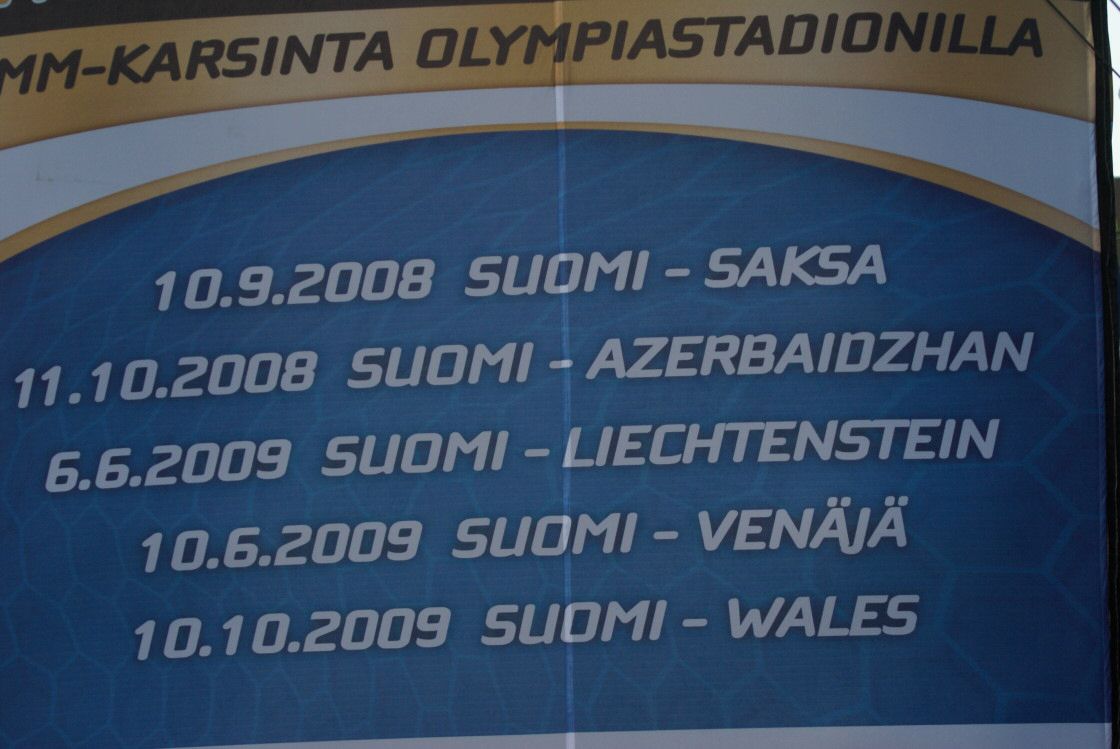 MM-KARSINTA OLYMPIASTADIONILLA
10.9.2008 SUOMI - SAKSA
11.10.2008 SUOMI - AZERBAIDZHAN
6.6.2009 SUOMI - LIECHTENSTEIN
10.6.2009 SUOMI - VENÄJÄ
10.10.2009 SUOMI - WALES